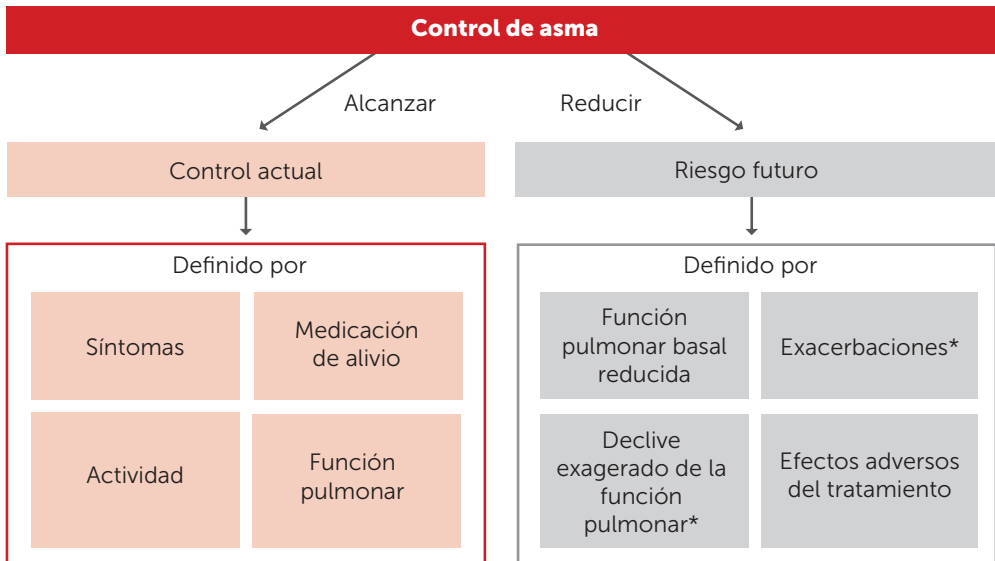 Control de asma
Alcanzar
Reducir
Control actual
Riesgo futuro
Definido por
Síntomas
Medicación
de alivio
Actividad
Función
pulmonar
Definido por
Función
pulmonar basal
reducida
Exacerbaciones*
Declive
exagerado de la
función
pulmonar*
Efectos adversos
del tratamiento